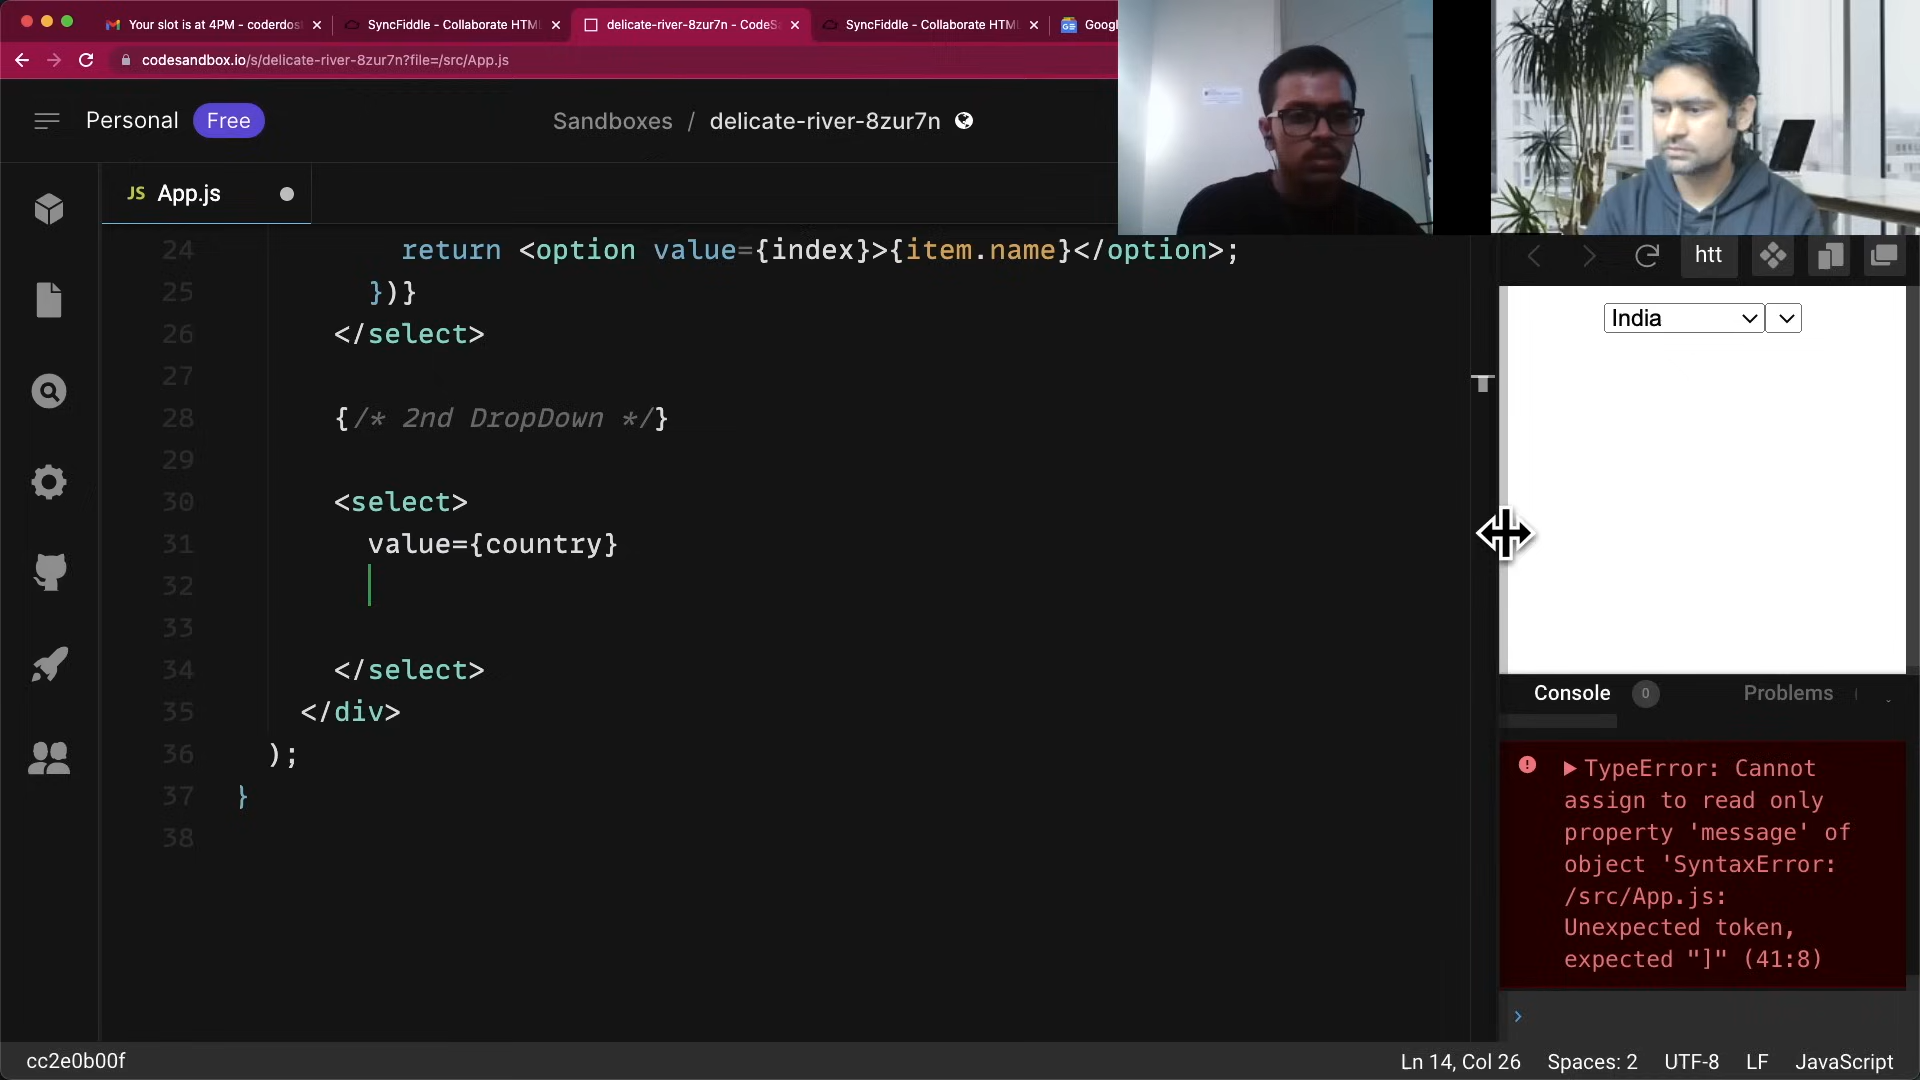 Your slot is at 4PM - coderdos
SyncFiddle - Collaborate HTML
delicate-river-8zur7n - CodeS
SyncFiddle - Collaborate HTML
Goog
codesandbox.io/s/delicate-river-8zur7n?file=/src/App.js
Personal
Free
Sandboxes / delicate-river-8zur7n
JS App.js
htt
24 return <option value={index}>{item.name}</option>;
25 })}
26 </select>
27
28 {/* 2nd DropDown */}
29
30 <select>
31 value={country}
32
33
34 </select>
35 </div>
36 );
37 }
38
India
Console 0 Problems
TypeError: Cannot
assign to read only
property 'message' of
object 'SyntaxError:
/src/App.js:
Unexpected token,
expected "]" (41:8)
cc2e0b00f
Ln 14, Col 26 Spaces: 2 UTF-8 LF JavaScript